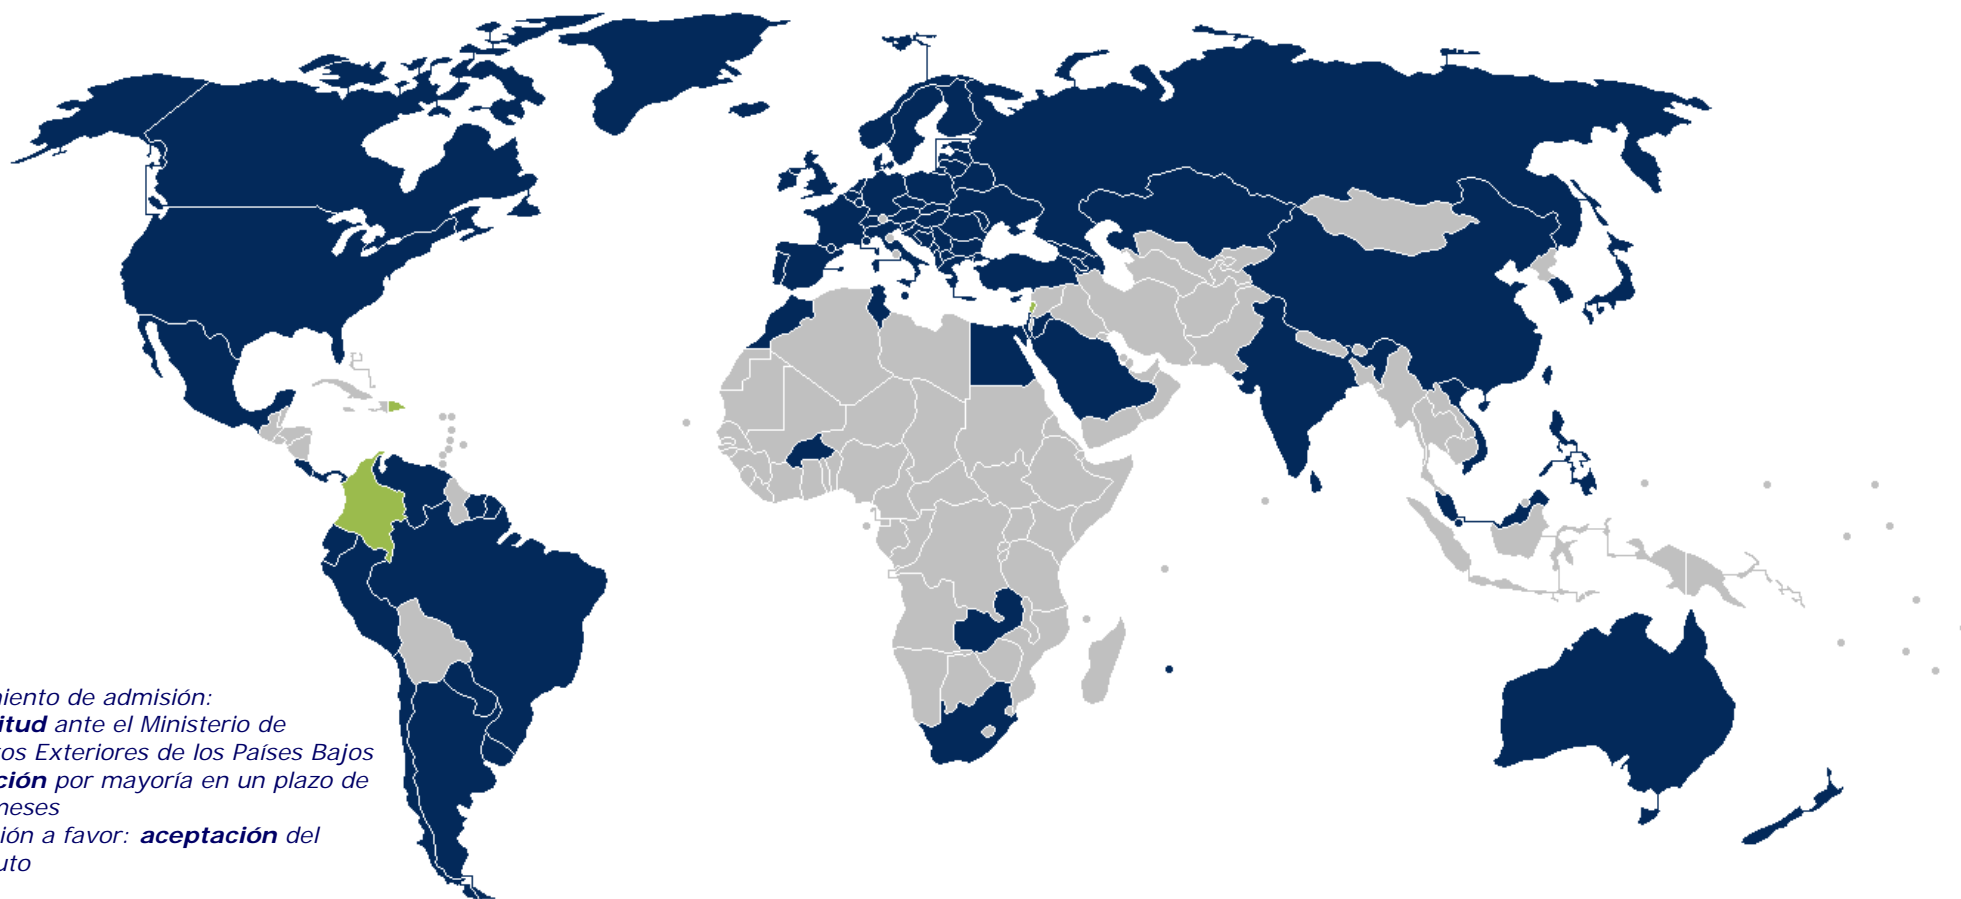 miento de admisión:
itud ante el Ministerio de
os Exteriores de los Países Bajos
ción por mayoría en un plazo de
meses
ión a favor: aceptación del
uto